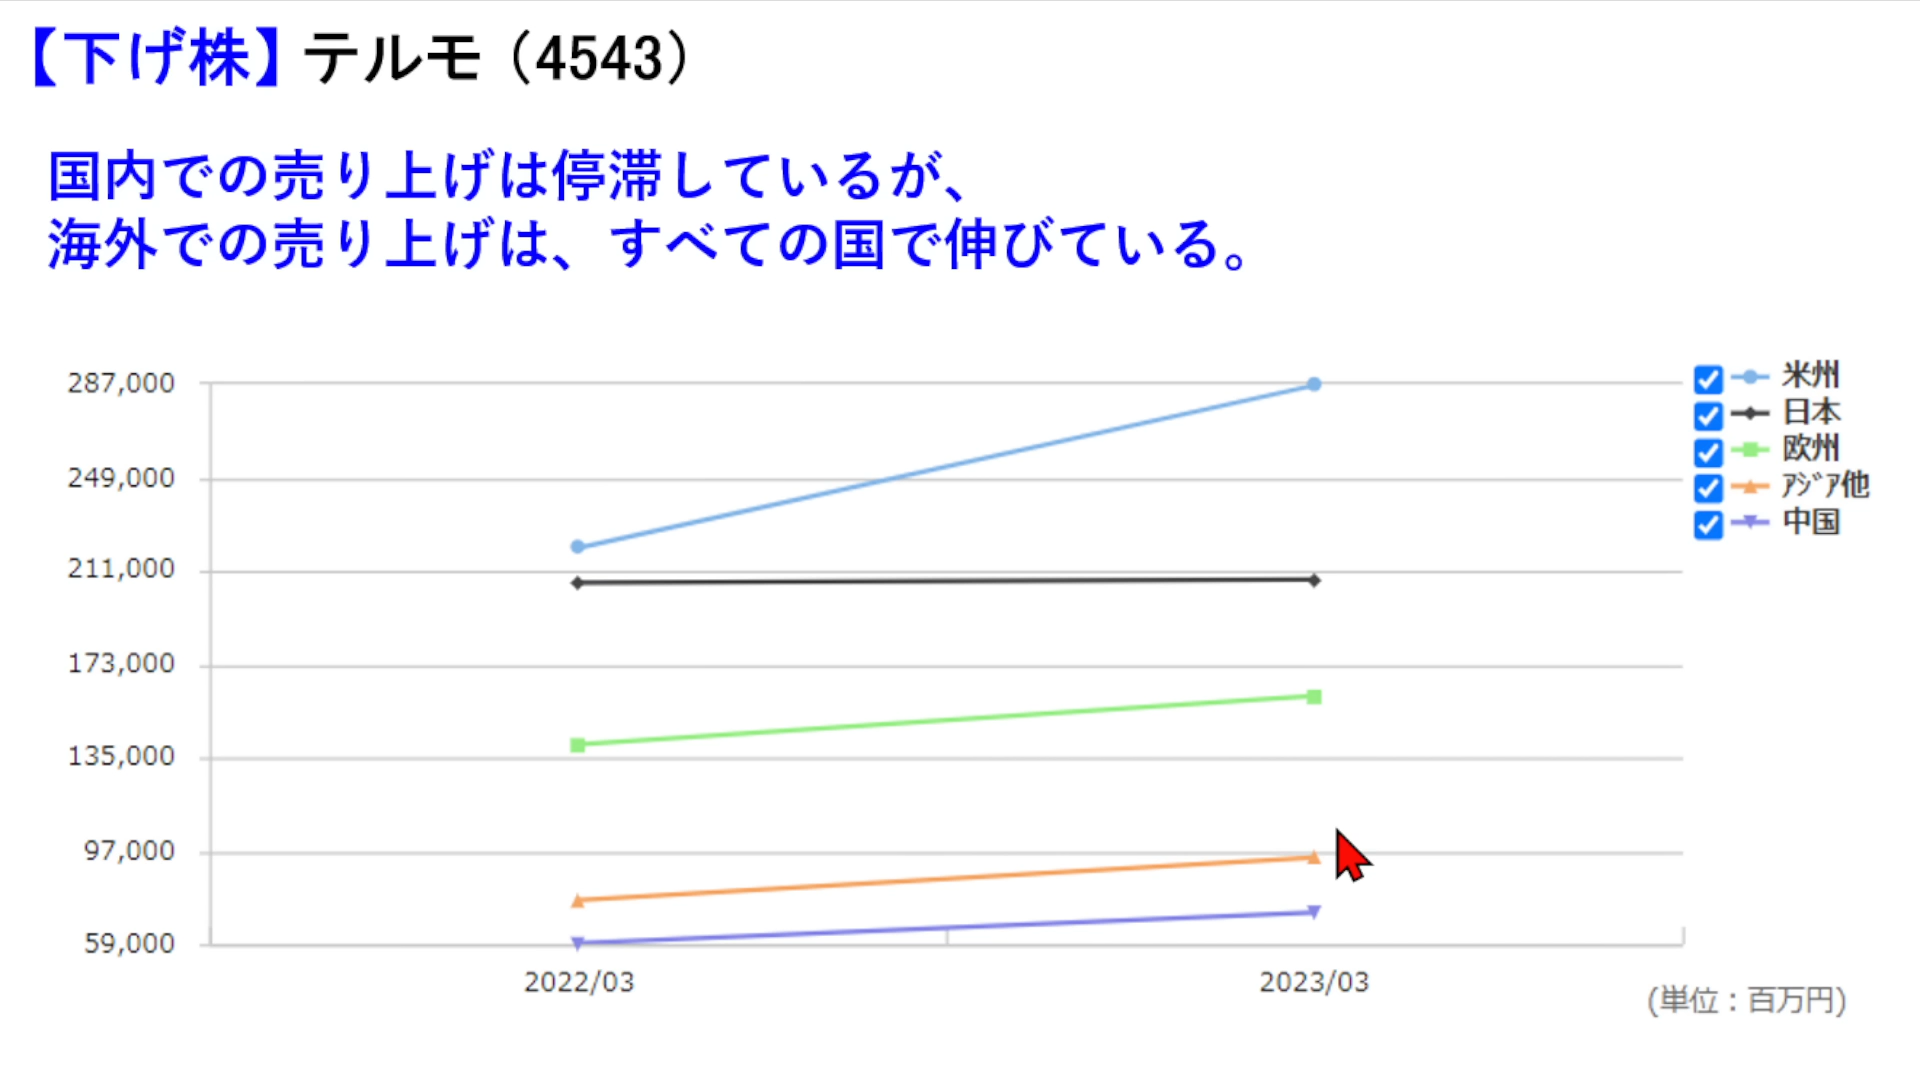 【下げ株】テルモ（4543）
国内での売り上げは停滞しているが、
海外での売り上げは、すべての国で伸びている。
287,000
249,000
211,000
173,000
135,000
97,000
59,000
2022/03
2023/03
(単位：百万円)
米州
日本
欧州
ｱｼﾞｱ他
中国